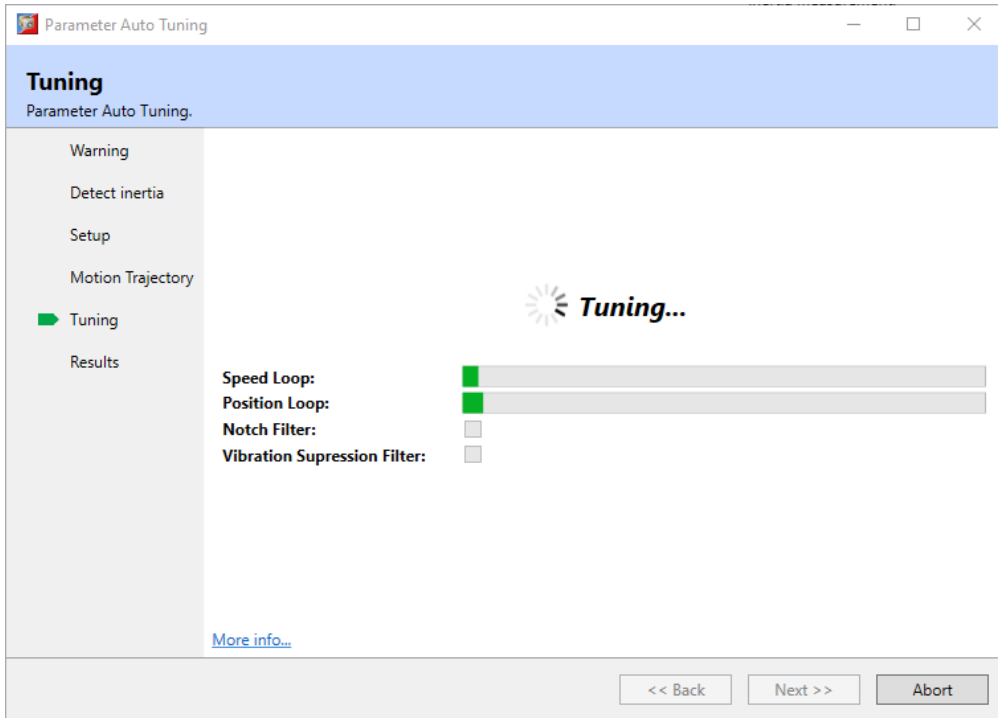 Parameter Auto Tuning
Tuning
Parameter Auto Tuning.
Warning
Detect inertia
Setup
Motion Trajectory
Tuning
Results
Tuning...
Speed Loop:
Position Loop:
Notch Filter:
Vibration Supression Filter:
More info...
<< Back Next >> Abort